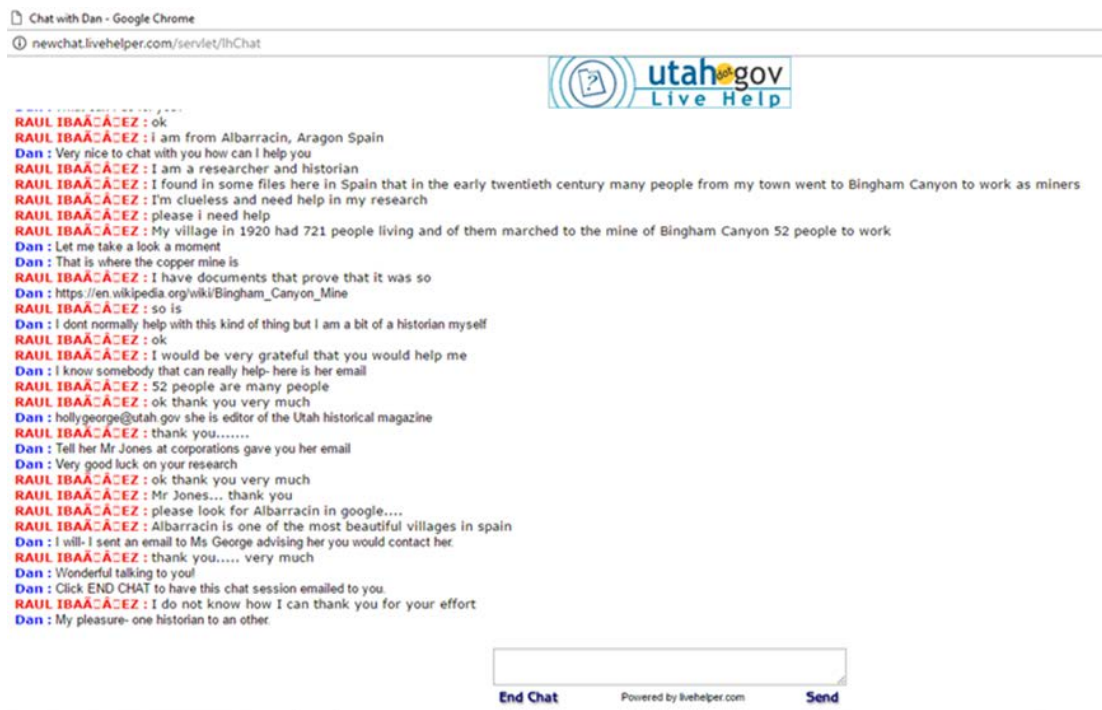 Chat with Dan - Google Chrome
newchat.livehelper.com/servlet/lhChat
utah dot gov
Live Help
RAUL IBAÃ□Â□EZ : ok
RAUL IBAÃ□Â□EZ : i am from Albarracin, Aragon Spain
Dan : Very nice to chat with you how can I help you
RAUL IBAÃ□Â□EZ : I am a researcher and historian
RAUL IBAÃ□Â□EZ : I found in some files here in Spain that in the early twentieth century many people from my town went to Bingham Canyon to work as miners
RAUL IBAÃ□Â□EZ : I'm clueless and need help in my research
RAUL IBAÃ□Â□EZ : please i need help
RAUL IBAÃ□Â□EZ : My village in 1920 had 721 people living and of them marched to the mine of Bingham Canyon 52 people to work
Dan : Let me take a look a moment
Dan : That is where the copper mine is
RAUL IBAÃ□Â□EZ : I have documents that prove that it was so
Dan : https://en.wikipedia.org/wiki/Bingham_Canyon_Mine
RAUL IBAÃ□Â□EZ : so is
Dan : I dont normally help with this kind of thing but I am a bit of a historian myself
RAUL IBAÃ□Â□EZ : ok
RAUL IBAÃ□Â□EZ : I would be very grateful that you would help me
Dan : I know somebody that can really help- here is her email
RAUL IBAÃ□Â□EZ : 52 people are many people
RAUL IBAÃ□Â□EZ : ok thank you very much
Dan : hollygeorge@utah.gov she is editor of the Utah historical magazine
RAUL IBAÃ□Â□EZ : thank you.......
Dan : Tell her Mr Jones at corporations gave you her email
Dan : Very good luck on your research
RAUL IBAÃ□Â□EZ : ok thank you very much
RAUL IBAÃ□Â□EZ : Mr Jones... thank you
RAUL IBAÃ□Â□EZ : please look for Albarracin in google....
RAUL IBAÃ□Â□EZ : Albarracin is one of the most beautiful villages in spain
Dan : I will- I sent an email to Ms George advising her you would contact her.
RAUL IBAÃ□Â□EZ : thank you..... very much
Dan : Wonderful talking to you!
Dan : Click END CHAT to have this chat session emailed to you.
RAUL IBAÃ□Â□EZ : I do not know how I can thank you for your effort
Dan : My pleasure- one historian to an other.
End Chat Powered by livehelper.com Send